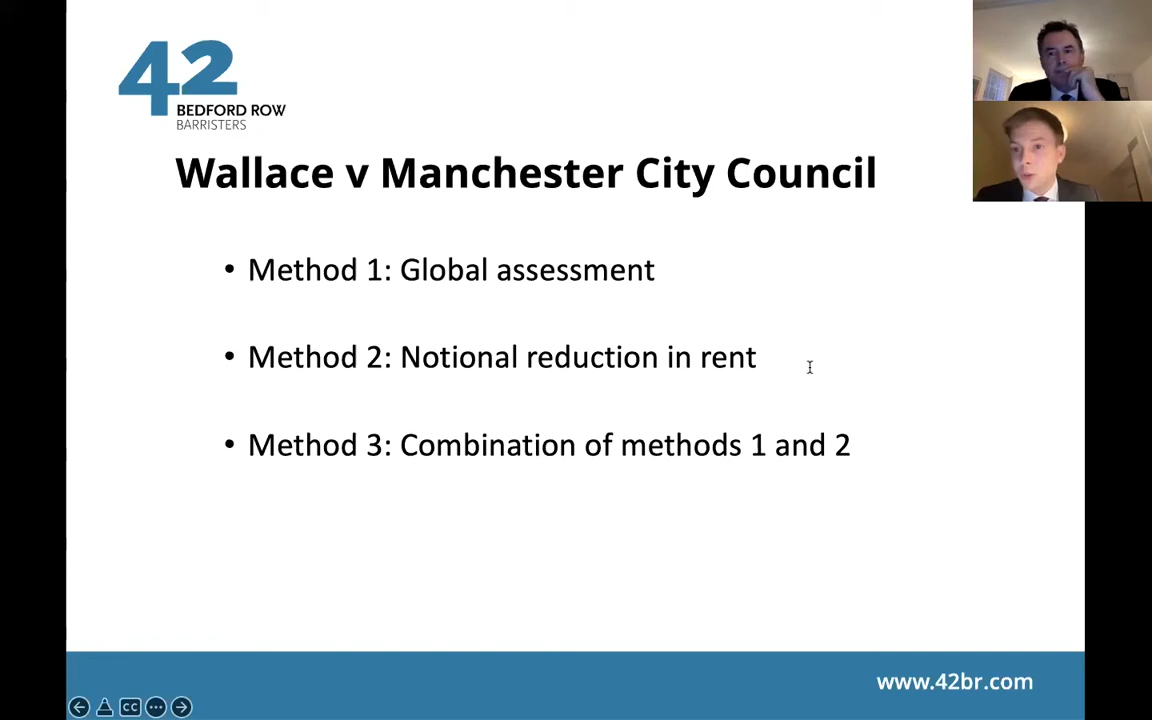 42
BEDFORD ROW
BARRISTERS
Wallace v Manchester City Council
• Method 1: Global assessment
• Method 2: Notional reduction in rent
• Method 3: Combination of methods 1 and 2
www.42br.com
CC